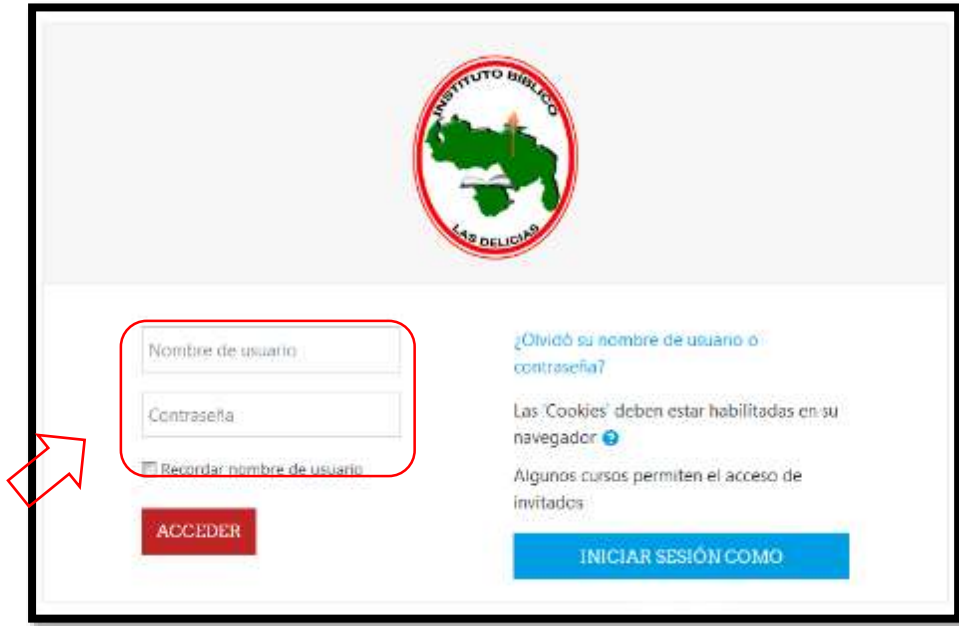 INSTITUTO BIBLICO
LAS DELICIAS
Nombre de usuario
Contraseña
Recordar nombre de usuario
ACCEDER
¿Olvidó su nombre de usuario o
contraseña?
Las 'Cookies' deben estar habilitadas en su
navegador
Algunos cursos permiten el acceso de
invitados
INICIAR SESIÓN COMO